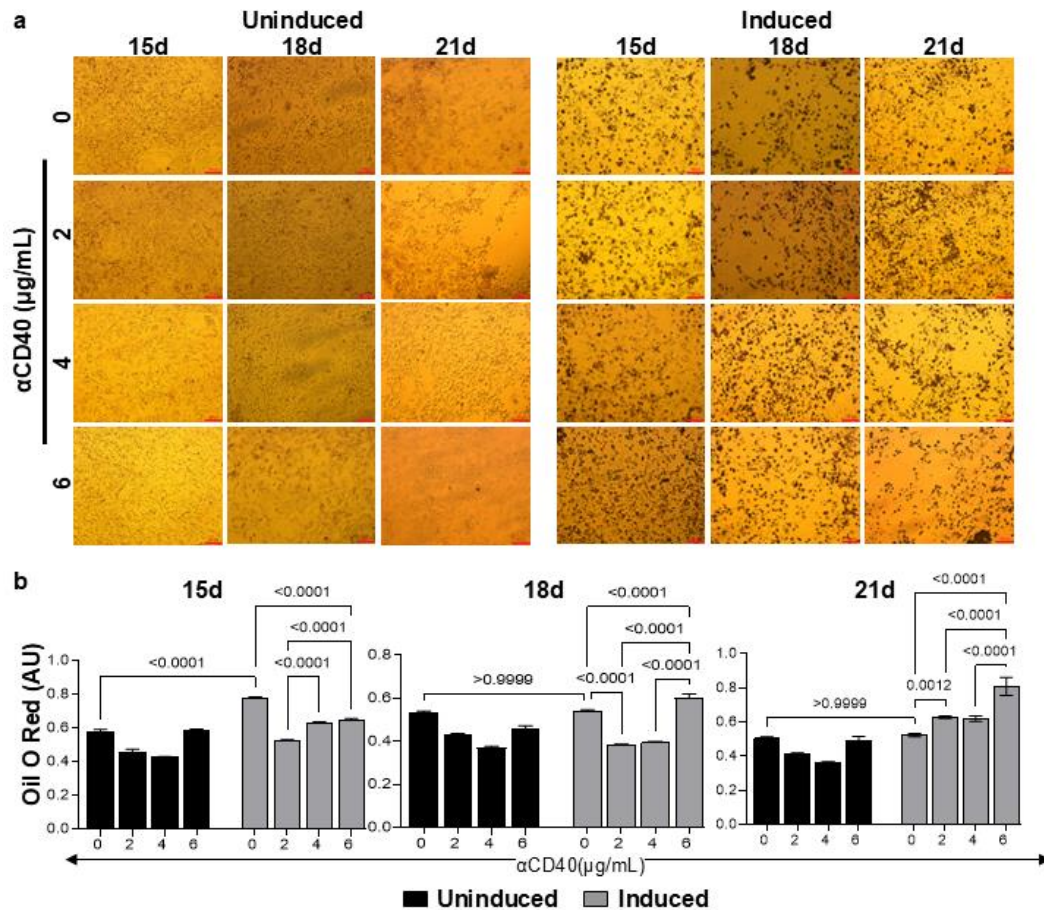 a
Uninduced
Induced
15d 18d 21d 15d 18d 21d
αCD40 (µg/mL)
0
2
4
6
b
15d 18d 21d
Oil O Red (AU)
<0.0001
<0.0001
<0.0001
<0.0001
1.0
0.8
0.6
0.4
0.2
0.0
0 2 4 6 0 2 4 6
<0.0001
<0.0001
<0.0001
<0.0001
>0.9999
0.8
0.6
0.4
0.2
0.0
0 2 4 6 0 2 4 6
<0.0001
<0.0001
<0.0001
0.0012
>0.9999
1.0
0.8
0.6
0.4
0.2
0.0
0 2 4 6 0 2 4 6
αCD40(µg/mL)
Uninduced Induced